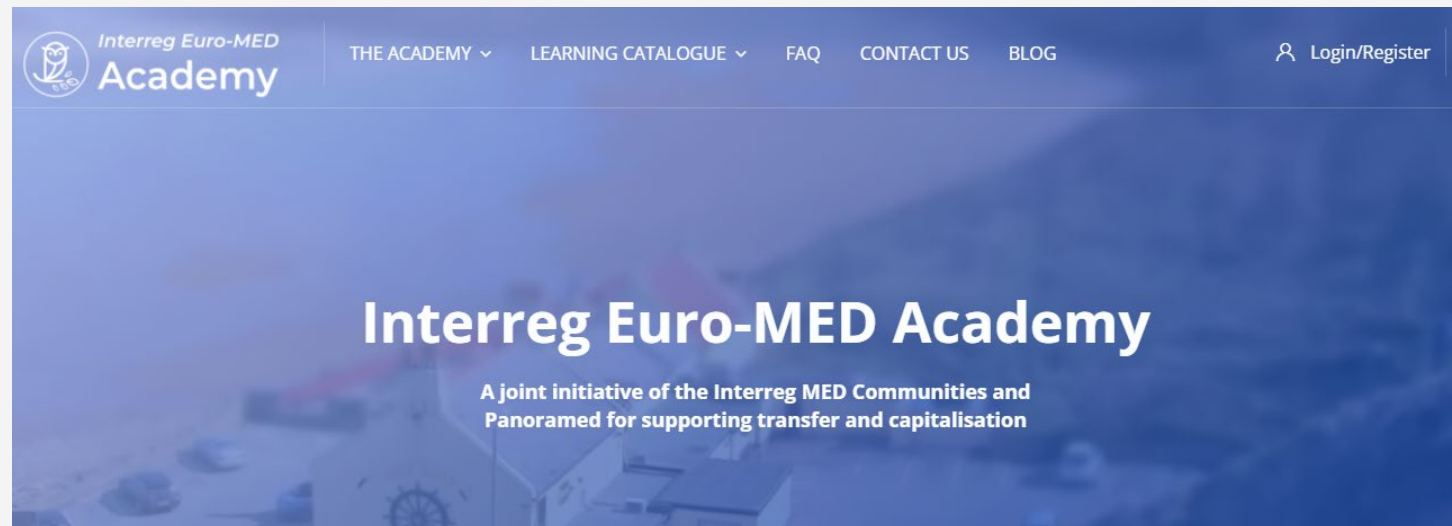 Interreg Euro-MED
Academy
THE ACADEMY
LEARNING CATALOGUE
FAQ
CONTACT US
BLOG
Login/Register
Interreg Euro-MED Academy
A joint initiative of the Interreg MED Communities and
Panoramed for supporting transfer and capitalisation